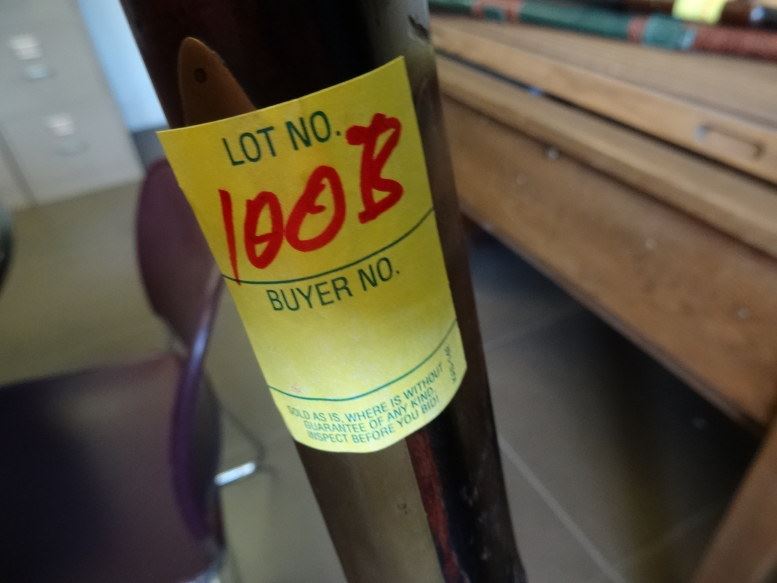 LOT NO.
100B
BUYER NO.
SOLD AS IS, WHERE IS WITHOUT
GUARANTEE OF ANY KIND
INSPECT BEFORE YOU BID!